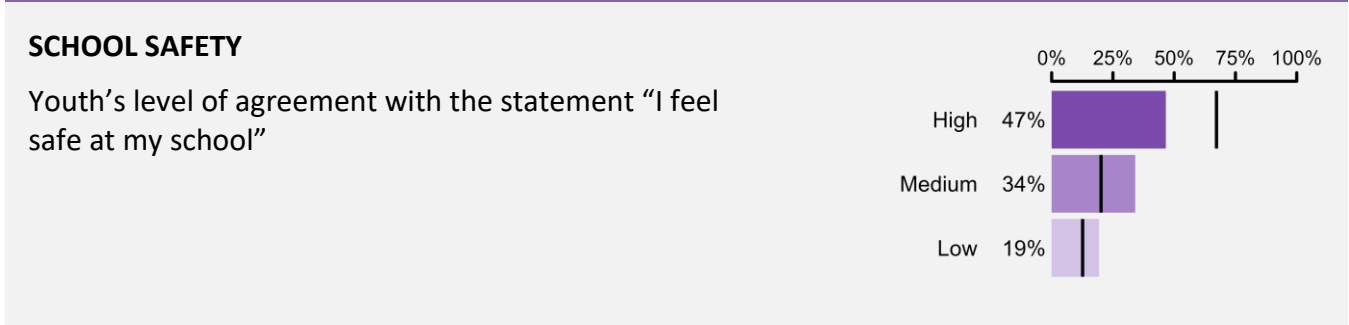 SCHOOL SAFETY
Youth’s level of agreement with the statement “I feel
safe at my school”
0% 25% 50% 75% 100%
High 47%
Medium 34%
Low 19%